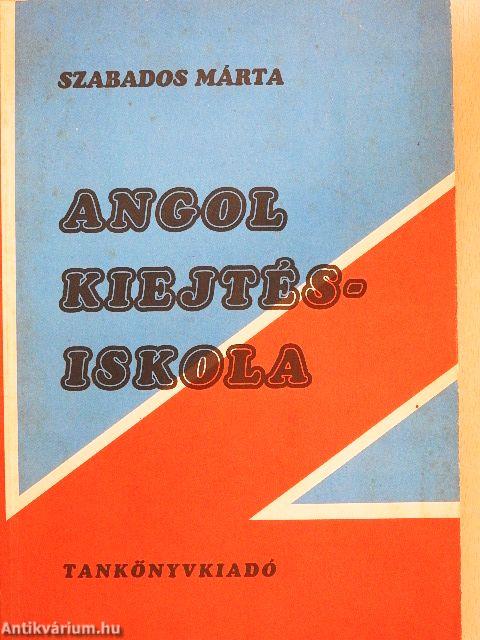 SZABADOS MÁRTA
ANGOL
KIEJTÉS-
ISKOLA
TANKÖNYVKIADÓ
Antikvárium.hu